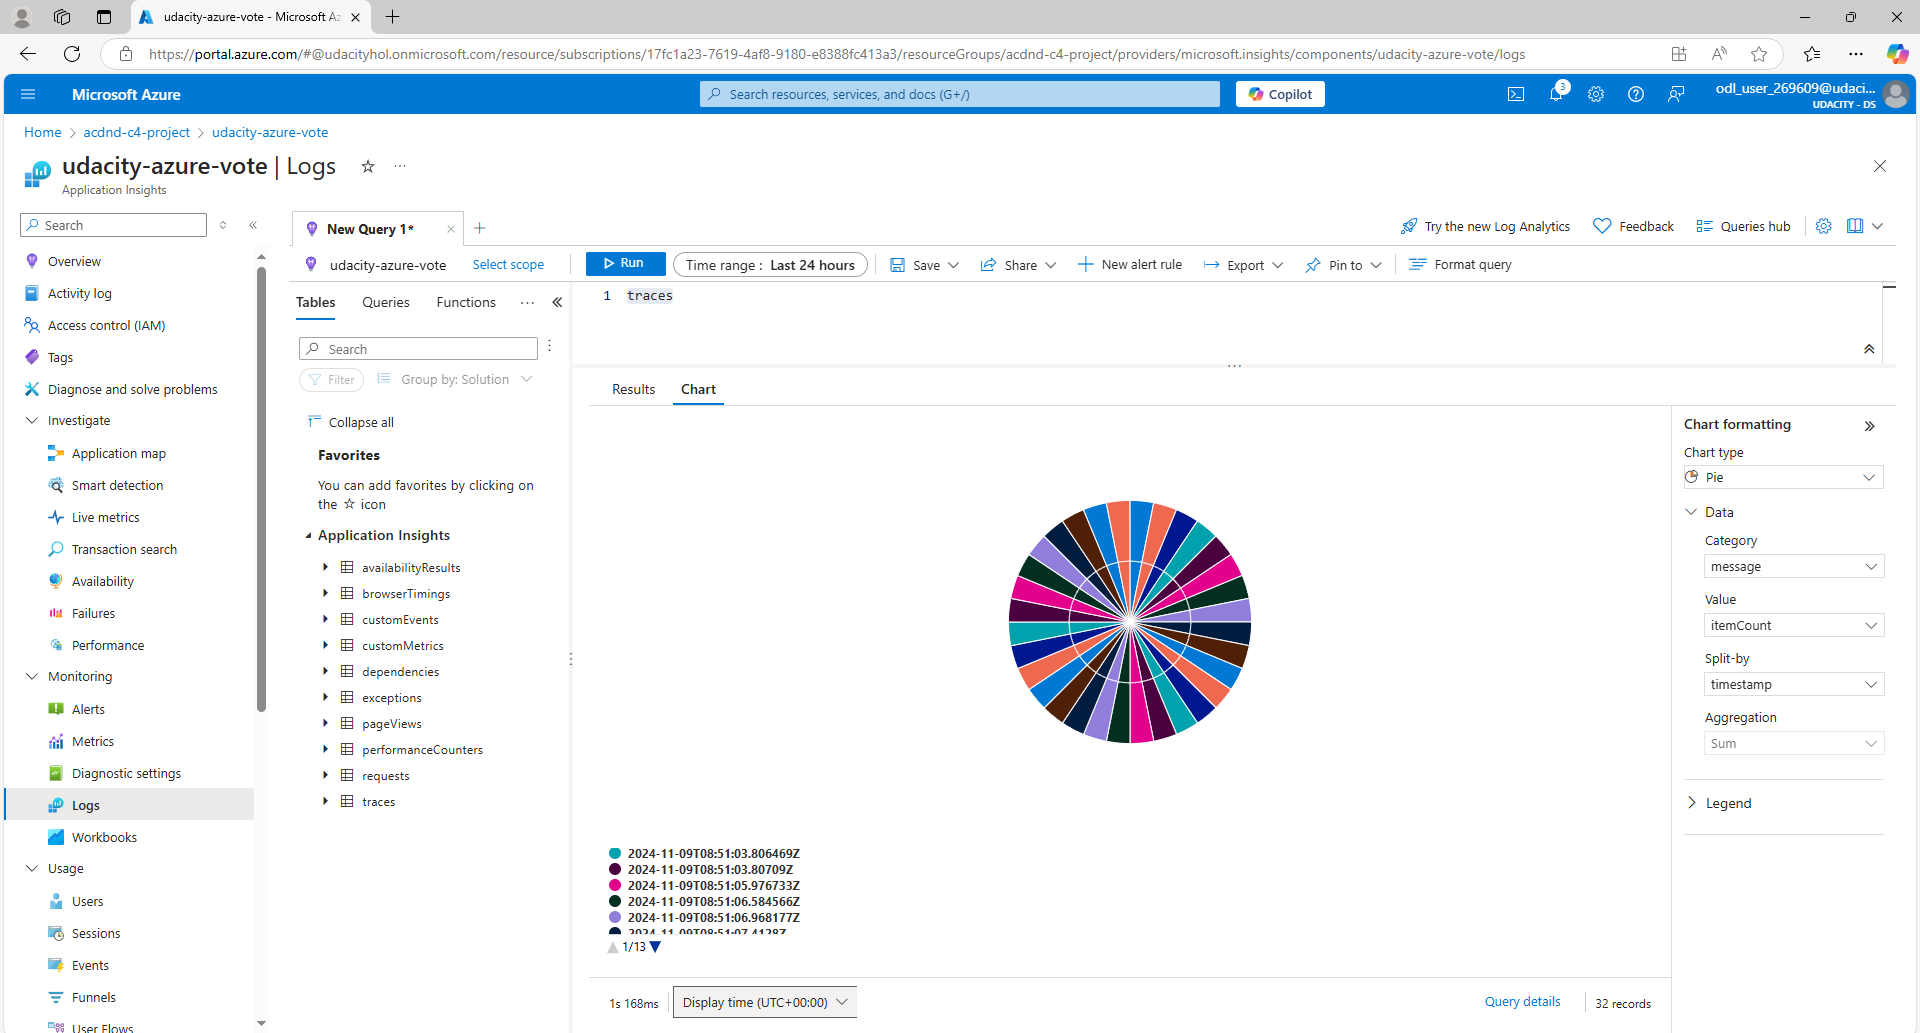 udacity-azure-vote - Microsoft Az
https://portal.azure.com/#@udacityhol.onmicrosoft.com/resource/subscriptions/17fc1a23-7619-4af8-9180-e8388fc413a3/resourceGroups/acdnd-c4-project/providers/microsoft.insights/components/udacity-azure-vote/logs
Microsoft Azure
Search resources, services, and docs (G+/)
Copilot
3
odl_user_269609@udaci...
UDACITY - DS
Home > acdnd-c4-project > udacity-azure-vote
udacity-azure-vote | Logs
Application Insights
Search
Overview
Activity log
Access control (IAM)
Tags
Diagnose and solve problems
Investigate
Application map
Smart detection
Live metrics
Transaction search
Availability
Failures
Performance
Monitoring
Alerts
Metrics
Diagnostic settings
Logs
Workbooks
Usage
Users
Sessions
Events
Funnels
User Flows
New Query 1*
Try the new Log Analytics
Feedback
Queries hub
udacity-azure-vote
Select scope
Run
Time range : Last 24 hours
Save
Share
New alert rule
Export
Pin to
Format query
Tables
Queries
Functions
Search
Filter
Group by: Solution
Collapse all
Favorites
You can add favorites by clicking on
the ☆ icon
Application Insights
availabilityResults
browserTimings
customEvents
customMetrics
dependencies
exceptions
pageViews
performanceCounters
requests
traces
1 traces
Results
Chart
2024-11-09T08:51:03.806469Z
2024-11-09T08:51:03.80709Z
2024-11-09T08:51:05.976733Z
2024-11-09T08:51:06.584566Z
2024-11-09T08:51:06.968177Z
2024-11-09T08:51:07.4128Z
1/13
Chart formatting
Chart type
Pie
Data
Category
message
Value
itemCount
Split-by
timestamp
Aggregation
Sum
Legend
1s 168ms
Display time (UTC+00:00)
Query details
32 records